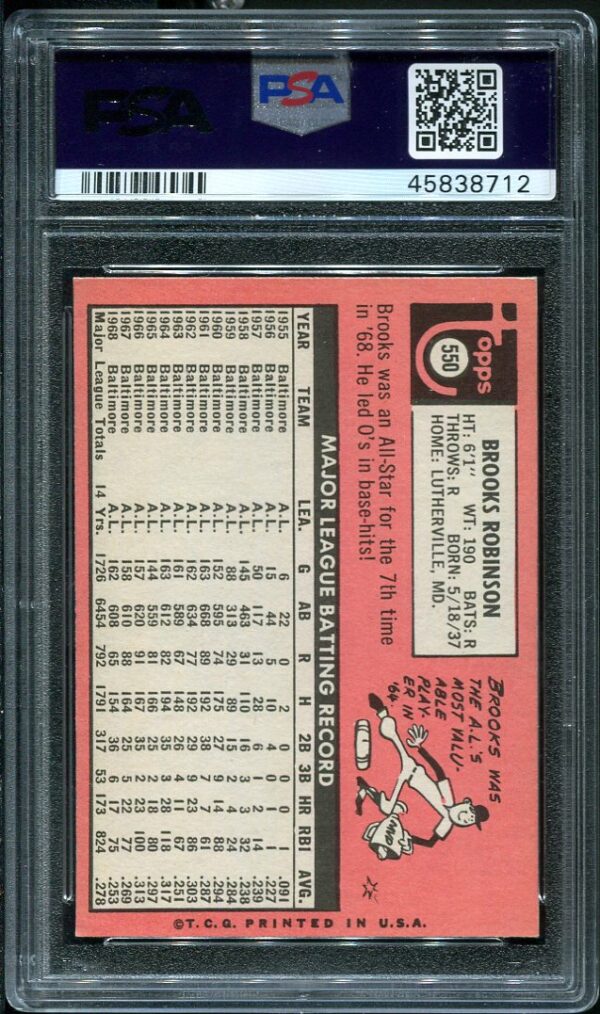 PSA
PSA
45838712
Topps
550
BROOKS ROBINSON
HT: 6'1" WT: 190 BATS: R
THROWS: R BORN: 5/18/37
HOME: LUTHERVILLE, MD.
Brooks was an All-Star for the 7th time
in '68. He led O's in base-hits!
BROOKS WAS
THE A.L.'S
MOST VALU-
ABLE
PLAY-
ER IN
'64.
MVP
MAJOR LEAGUE BATTING RECORD
YEAR TEAM LEA. G AB R H 2B 3B HR RBI AVG.
1955 Baltimore A.L. 6 22 0 2 0 0 0 1 .091
1956 Baltimore A.L. 15 44 5 10 4 0 1 1 .227
1957 Baltimore A.L. 50 117 13 28 6 1 2 14 .239
1958 Baltimore A.L. 145 463 31 110 16 3 3 32 .238
1959 Baltimore A.L. 88 313 29 89 15 2 4 24 .284
1960 Baltimore A.L. 152 595 74 175 27 9 14 88 .294
1961 Baltimore A.L. 163 668 89 192 38 7 7 61 .287
1962 Baltimore A.L. 162 634 77 192 29 9 23 86 .303
1963 Baltimore A.L. 161 589 67 148 26 4 11 67 .251
1964 Baltimore A.L. 163 612 82 194 35 3 28 118 .317
1965 Baltimore A.L. 144 559 81 166 25 2 18 80 .297
1966 Baltimore A.L. 157 620 91 167 35 2 23 100 .313
1967 Baltimore A.L. 158 610 88 164 25 5 22 77 .269
1968 Baltimore A.L. 162 608 65 154 36 6 17 75 .253
Major League Totals 14 Yrs. 1726 6454 792 1791 317 53 173 824 .278
©T.C.G. PRINTED IN U.S.A.